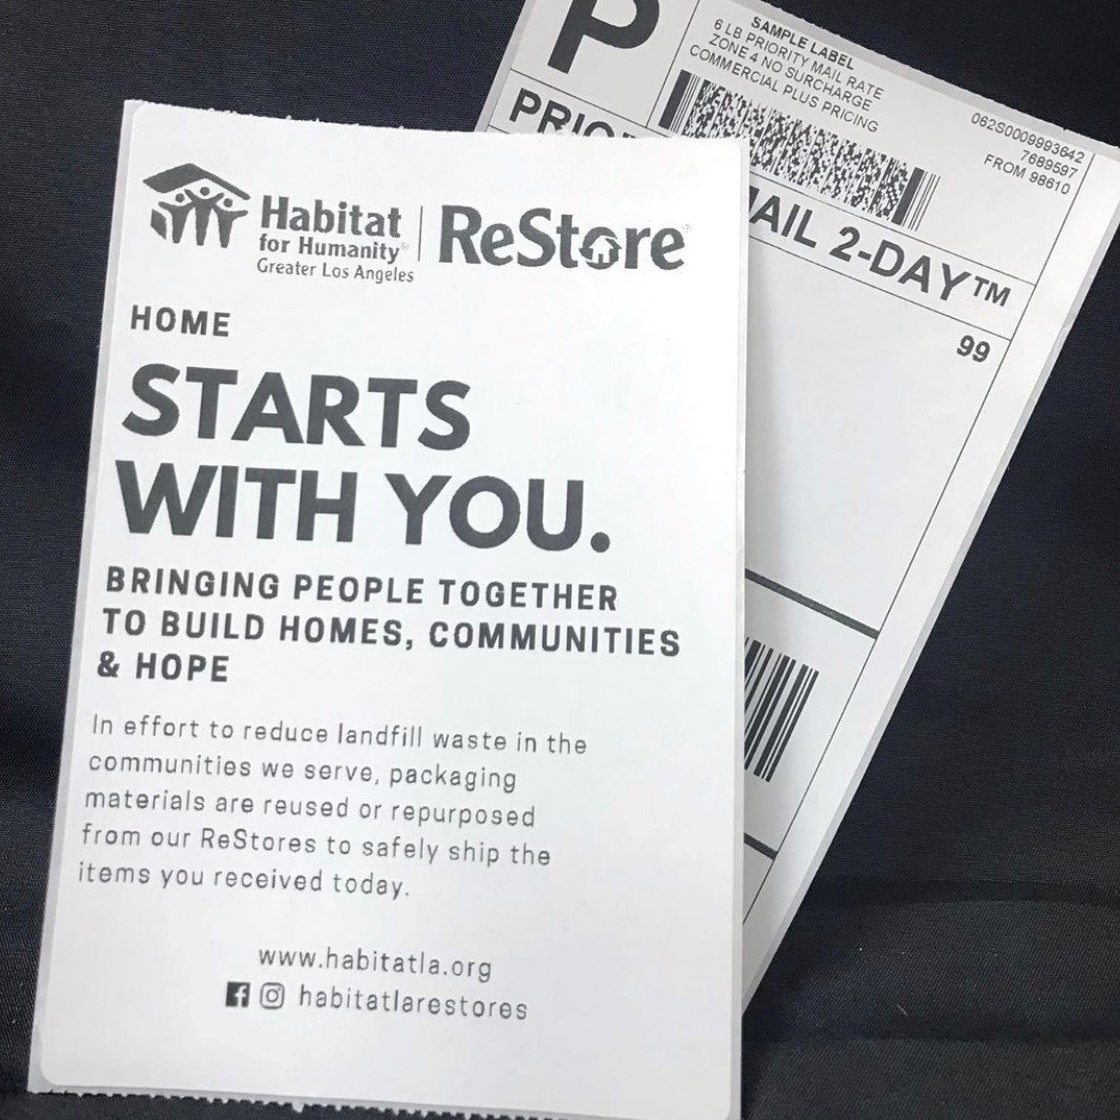 Habitat
for Humanity®
Greater Los Angeles
ReStore
HOME
STARTS
WITH YOU.
BRINGING PEOPLE TOGETHER
TO BUILD HOMES, COMMUNITIES
& HOPE
In effort to reduce landfill waste in the
communities we serve, packaging
materials are reused or repurposed
from our ReStores to safely ship the
items you received today.
www.habitatla.org
habitatlarestores
P
SAMPLE LABEL
6 LB PRIORITY MAIL RATE
ZONE 4 NO SURCHARGE
COMMERCIAL PLUS PRICING
062S0009993642
7689597
FROM 98610
PRIO AIL 2-DAY™
99